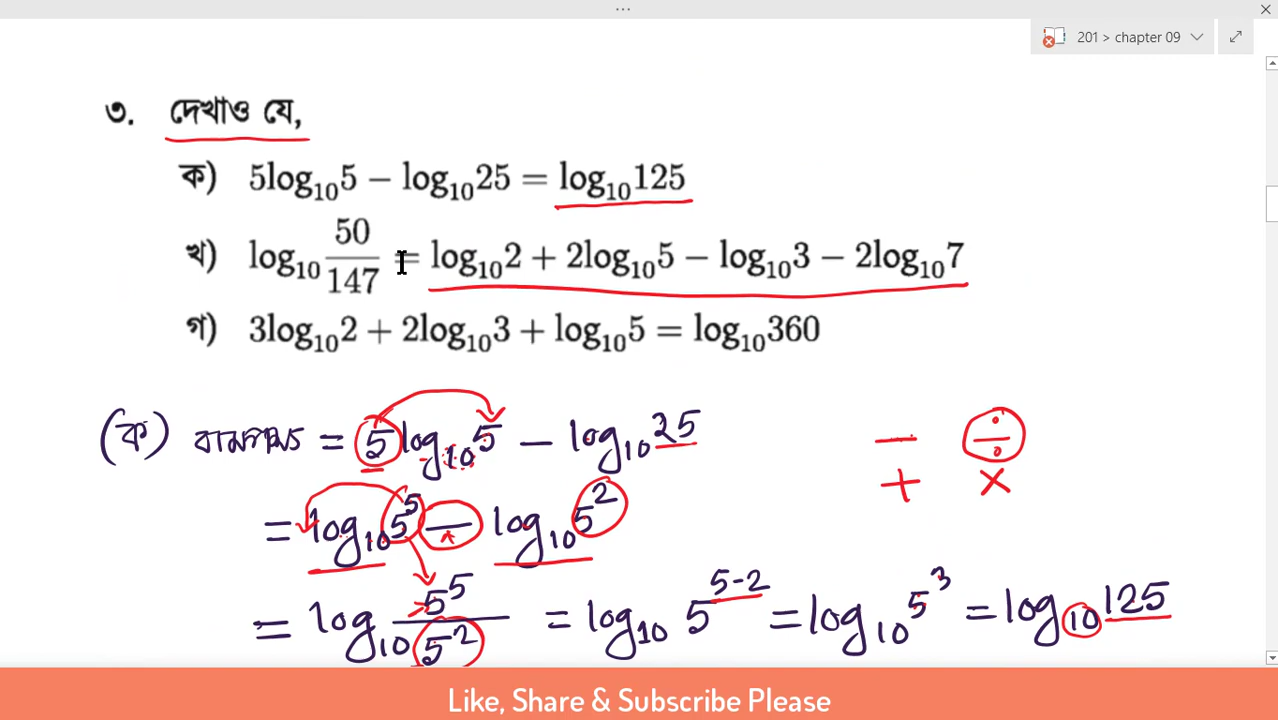 201 > chapter 09
৩. দেখাও যে,
ক) 5log₁₀5 − log₁₀25 = log₁₀125
খ) log₁₀ 50/147 = log₁₀2 + 2log₁₀5 − log₁₀3 − 2log₁₀7
গ) 3log₁₀2 + 2log₁₀3 + log₁₀5 = log₁₀360
(ক) বামপক্ষ = 5log₁₀5 − log₁₀25 − ÷
= log₁₀5⁵ − log₁₀5² + ×
= log₁₀ 5⁵/5² = log₁₀ 5⁵⁻² = log₁₀5³ = log₁₀125
Like, Share & Subscribe Please